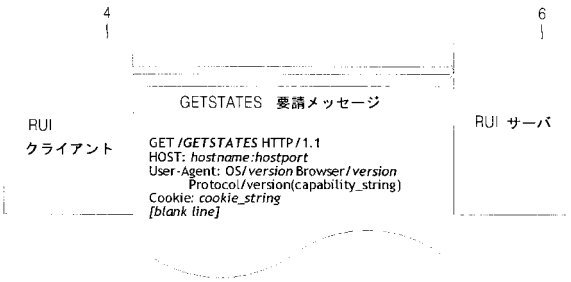 4
6
GETSTATES 要請メッセージ
RUI
クライアント
RUI サーバ
GET /GETSTATES HTTP/1.1
HOST: hostname:hostport
User-Agent: OS/version Browser/version
Protocol/version(capability_string)
Cookie: cookie_string
[blank line]